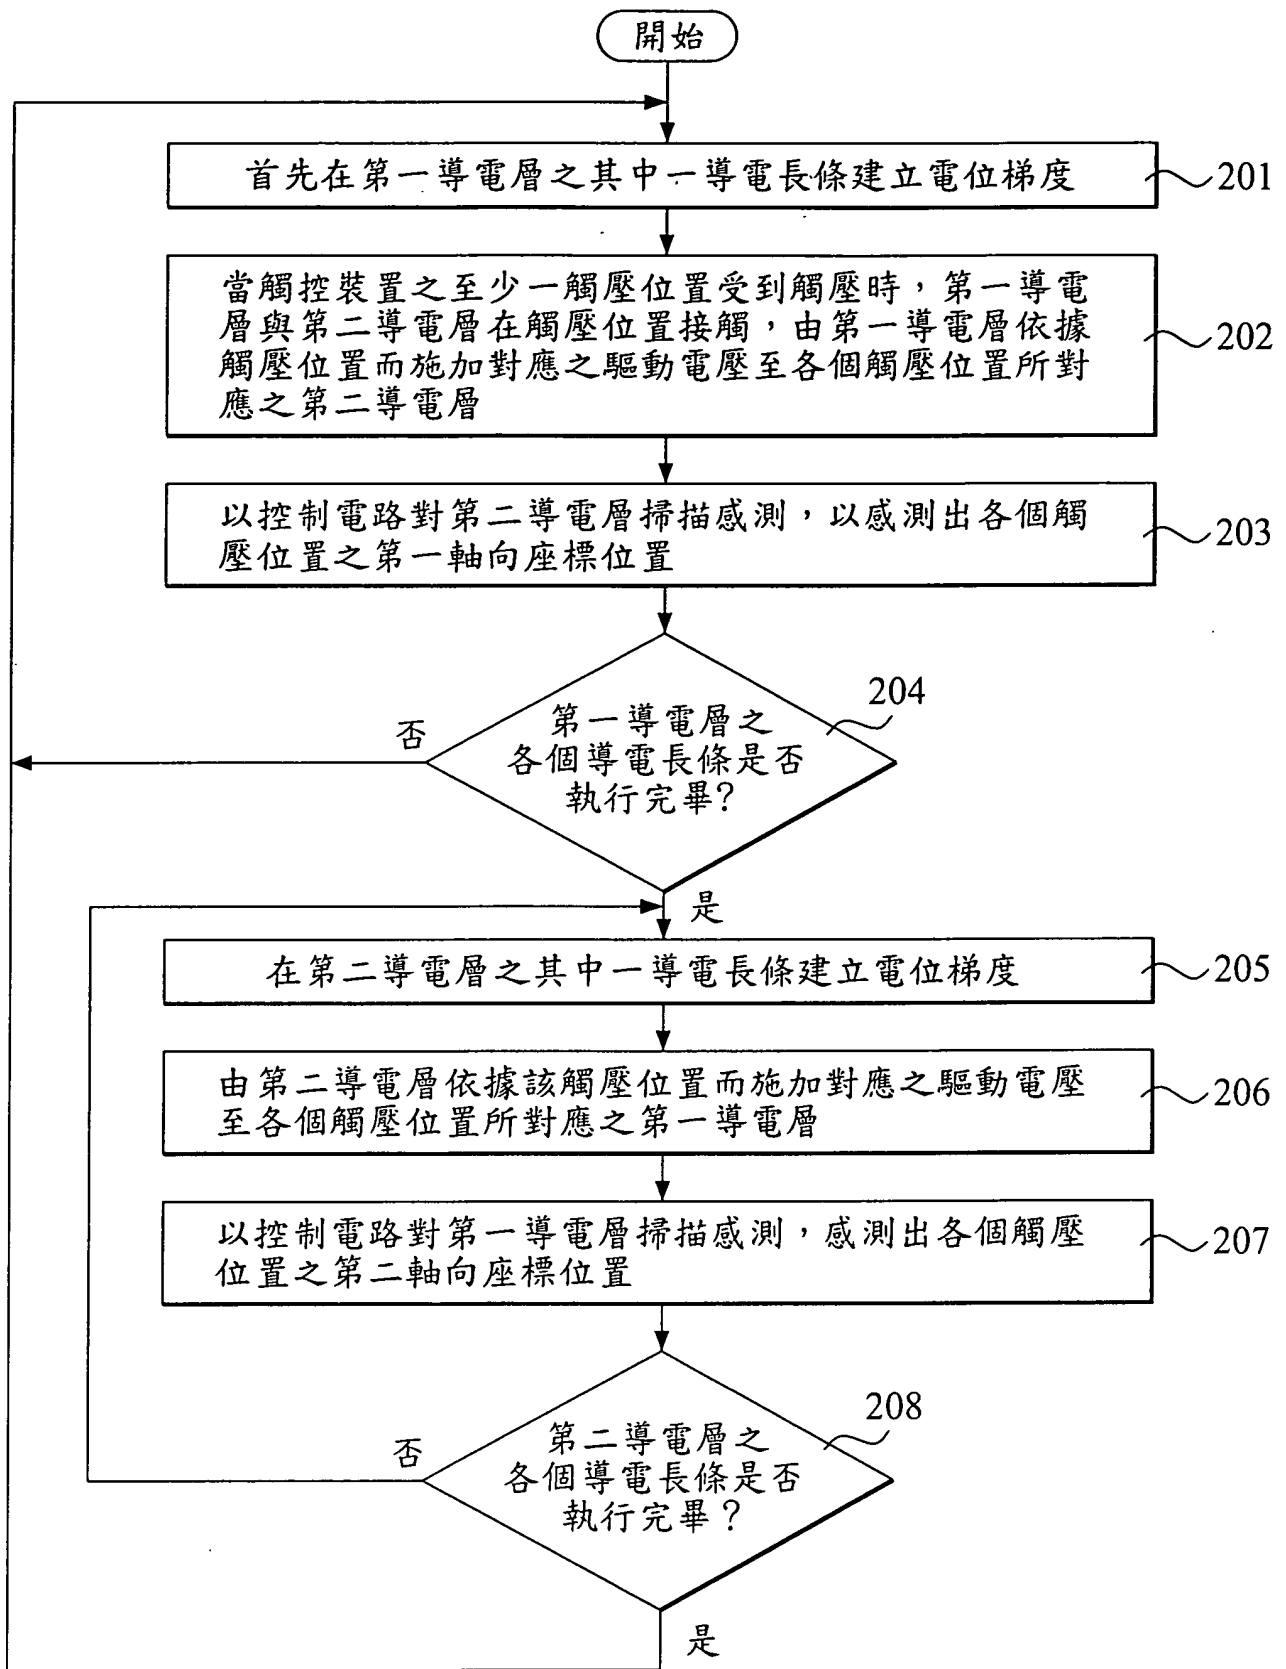 開始
首先在第一導電層之其中一導電長條建立電位梯度
201
當觸控裝置之至少一觸壓位置受到觸壓時，第一導電
層與第二導電層在觸壓位置接觸，由第一導電層依據
觸壓位置而施加對應之驅動電壓至各個觸壓位置所對
應之第二導電層
202
以控制電路對第二導電層掃描感測，以感測出各個觸
壓位置之第一軸向座標位置
203
204
第一導電層之
各個導電長條是否
執行完畢?
否
是
在第二導電層之其中一導電長條建立電位梯度
205
由第二導電層依據該觸壓位置而施加對應之驅動電壓
至各個觸壓位置所對應之第一導電層
206
以控制電路對第一導電層掃描感測，感測出各個觸壓
位置之第二軸向座標位置
207
208
第二導電層之
各個導電長條是否
執行完畢?
否
是